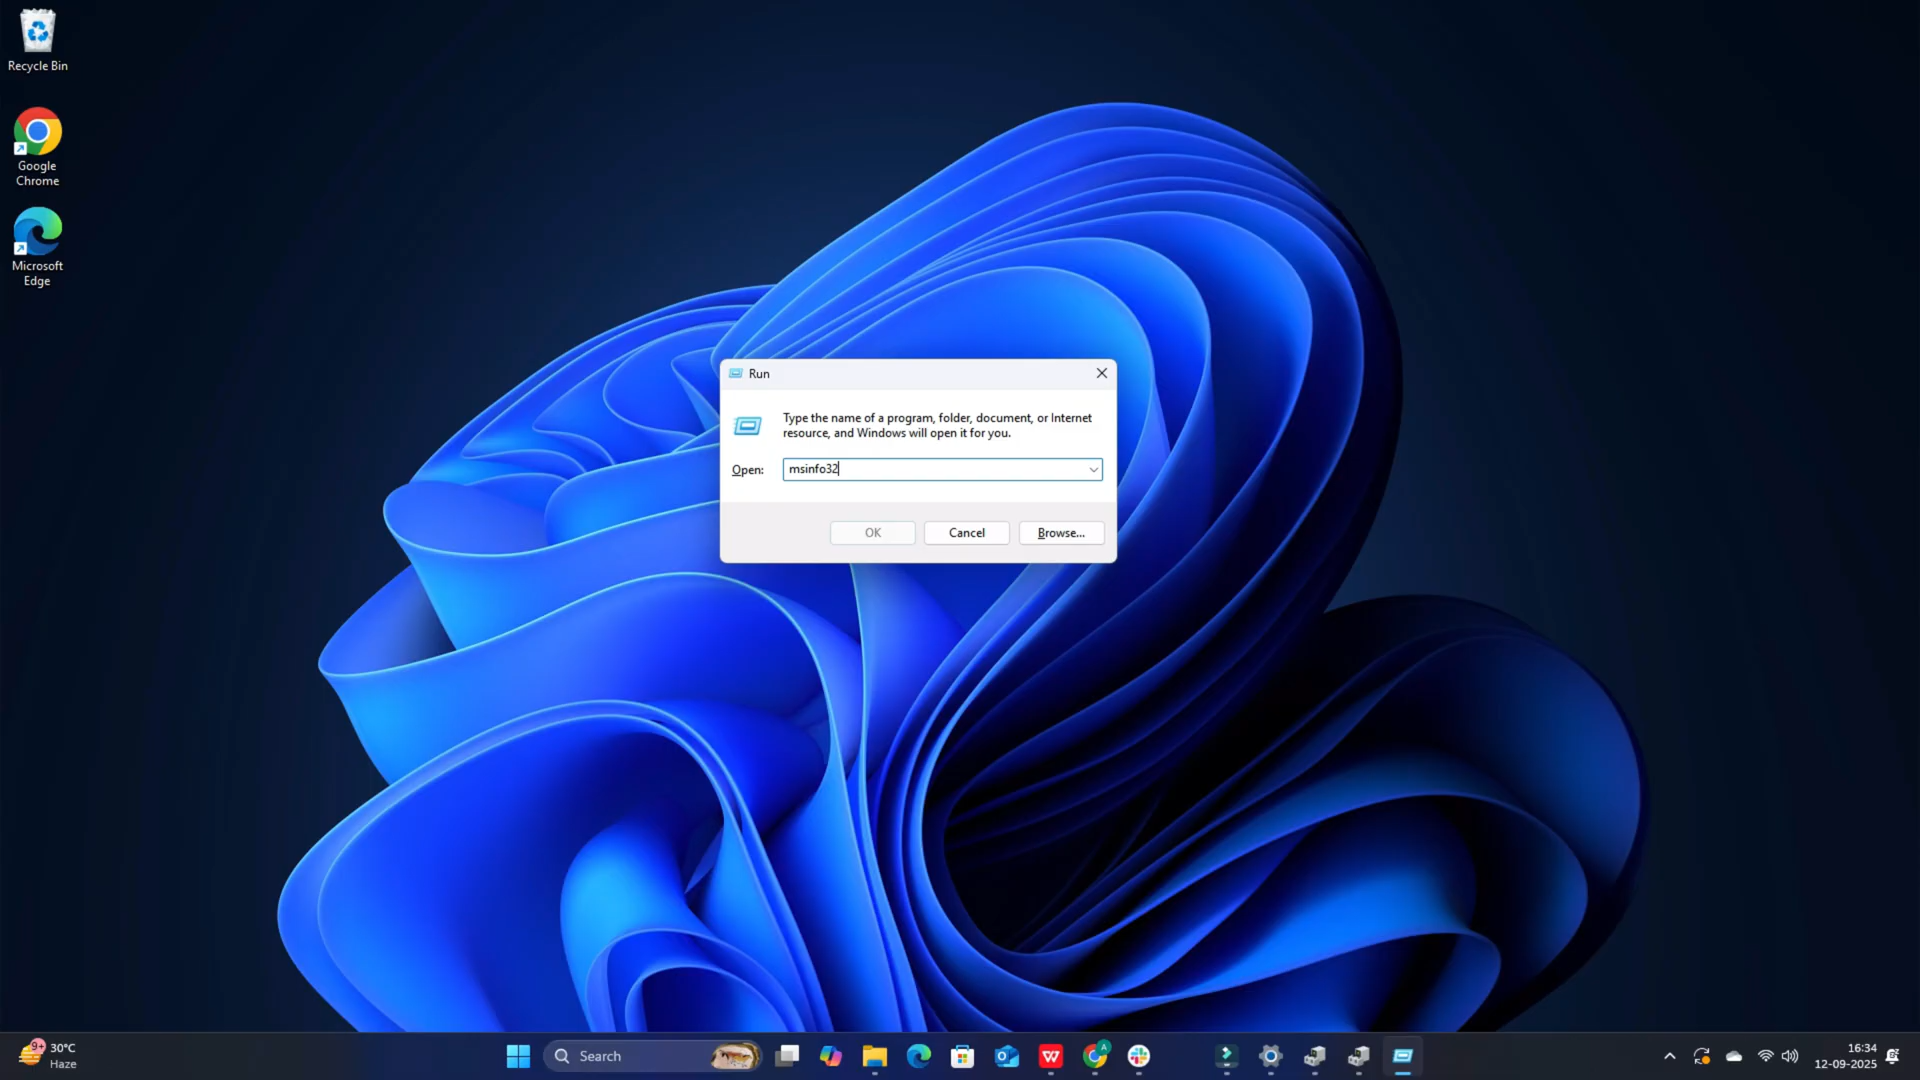 Recycle Bin
Google
Chrome
Microsoft
Edge
Run
Type the name of a program, folder, document, or Internet
resource, and Windows will open it for you.
Open:
msinfo32
OK
Cancel
Browse...
9+
30°C
Haze
Search
W
A
16:34
12-09-2025